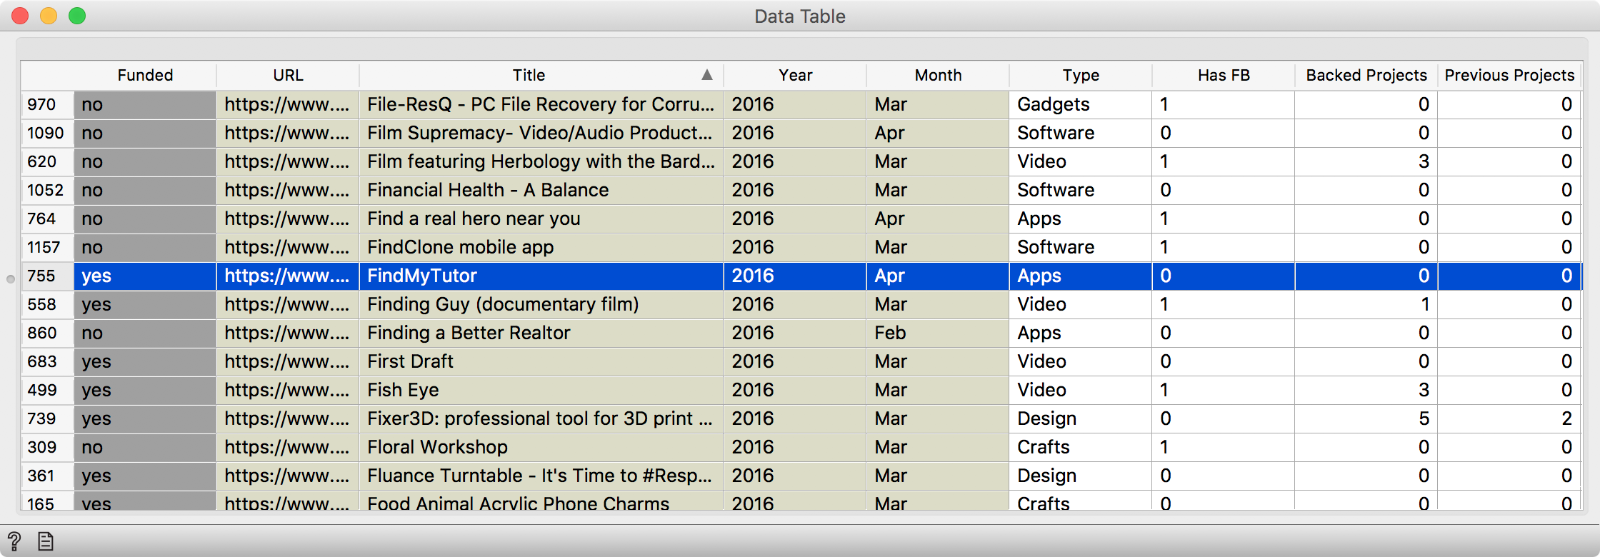 Data Table
Funded URL Title Year Month Type Has FB Backed Projects Previous Projects
970 no https://www.... File-ResQ - PC File Recovery for Corru... 2016 Mar Gadgets 1 0 0
1090 no https://www.... Film Supremacy- Video/Audio Product... 2016 Apr Software 0 0 0
620 no https://www.... Film featuring Herbology with the Bard... 2016 Mar Video 1 3 0
1052 no https://www.... Financial Health - A Balance 2016 Mar Software 0 0 0
764 no https://www.... Find a real hero near you 2016 Apr Apps 1 0 0
1157 no https://www.... FindClone mobile app 2016 Mar Software 1 0 0
755 yes https://www.... FindMyTutor 2016 Apr Apps 0 0 0
558 yes https://www.... Finding Guy (documentary film) 2016 Mar Video 1 1 0
860 no https://www.... Finding a Better Realtor 2016 Feb Apps 0 0 0
683 yes https://www.... First Draft 2016 Mar Video 0 0 0
499 yes https://www.... Fish Eye 2016 Mar Video 1 3 0
739 yes https://www.... Fixer3D: professional tool for 3D print ... 2016 Mar Design 0 5 2
309 no https://www.... Floral Workshop 2016 Mar Crafts 1 0 0
361 yes https://www.... Fluance Turntable - It's Time to #Resp... 2016 Mar Design 0 0 0
165 yes https://www.... Food Animal Acrylic Phone Charms 2016 Mar Crafts 0 0 0
?